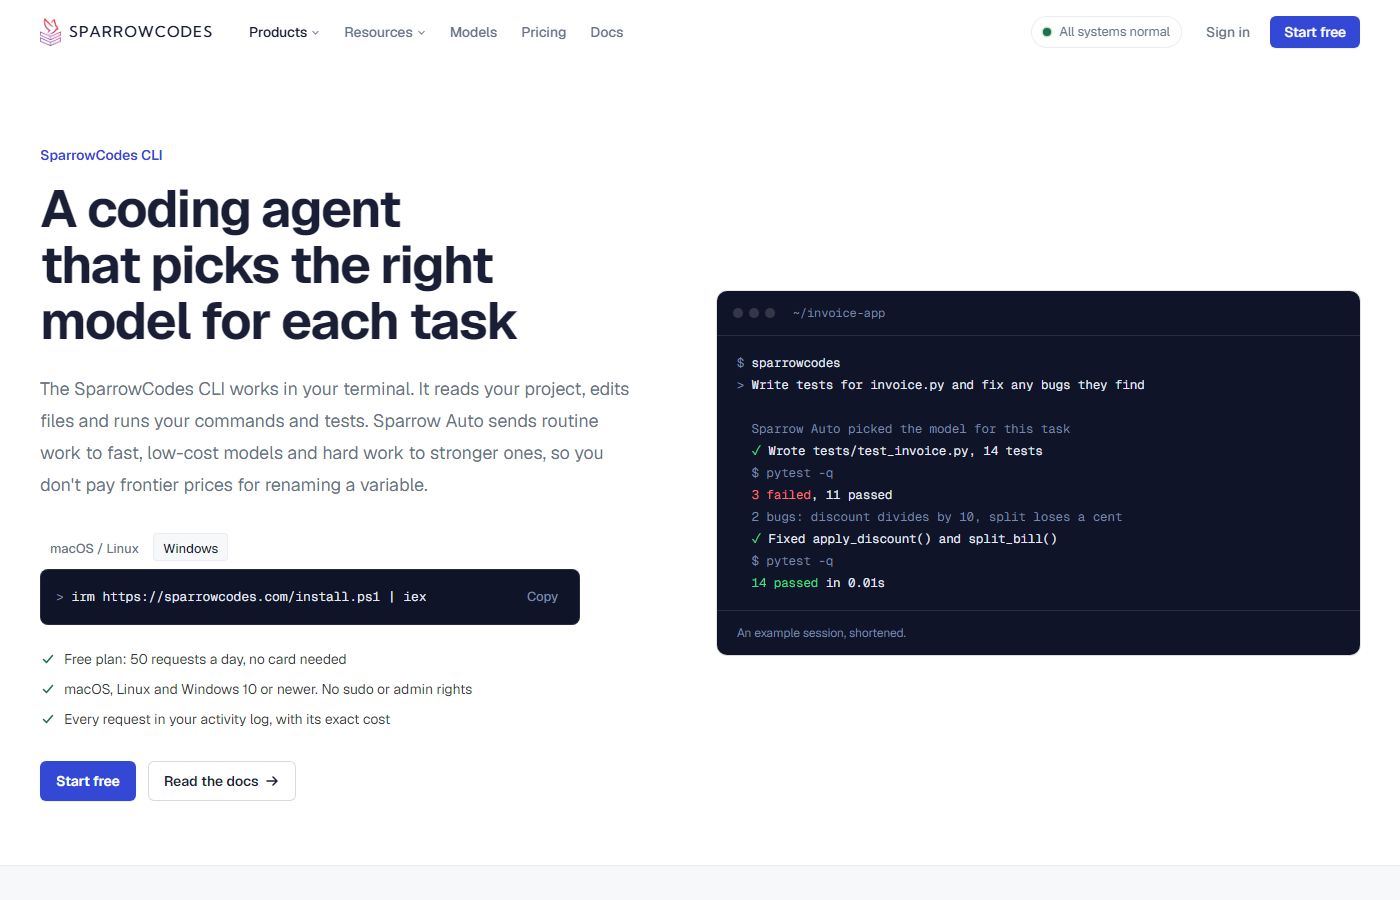 SPARROWCODES
Products
Resources
Models
Pricing
Docs
All systems normal
Sign in
Start free
SparrowCodes CLI
A coding agent
that picks the right
model for each task
The SparrowCodes CLI works in your terminal. It reads your project, edits
files and runs your commands and tests. Sparrow Auto sends routine
work to fast, low-cost models and hard work to stronger ones, so you
don't pay frontier prices for renaming a variable.
macOS / Linux
Windows
> irm https://sparrowcodes.com/install.ps1 | iex
Copy
✓ Free plan: 50 requests a day, no card needed
✓ macOS, Linux and Windows 10 or newer. No sudo or admin rights
✓ Every request in your activity log, with its exact cost
Start free
Read the docs →
~/invoice-app
$ sparrowcodes
> Write tests for invoice.py and fix any bugs they find
Sparrow Auto picked the model for this task
✓ Wrote tests/test_invoice.py, 14 tests
$ pytest -q
3 failed, 11 passed
2 bugs: discount divides by 10, split loses a cent
✓ Fixed apply_discount() and split_bill()
$ pytest -q
14 passed in 0.01s
An example session, shortened.